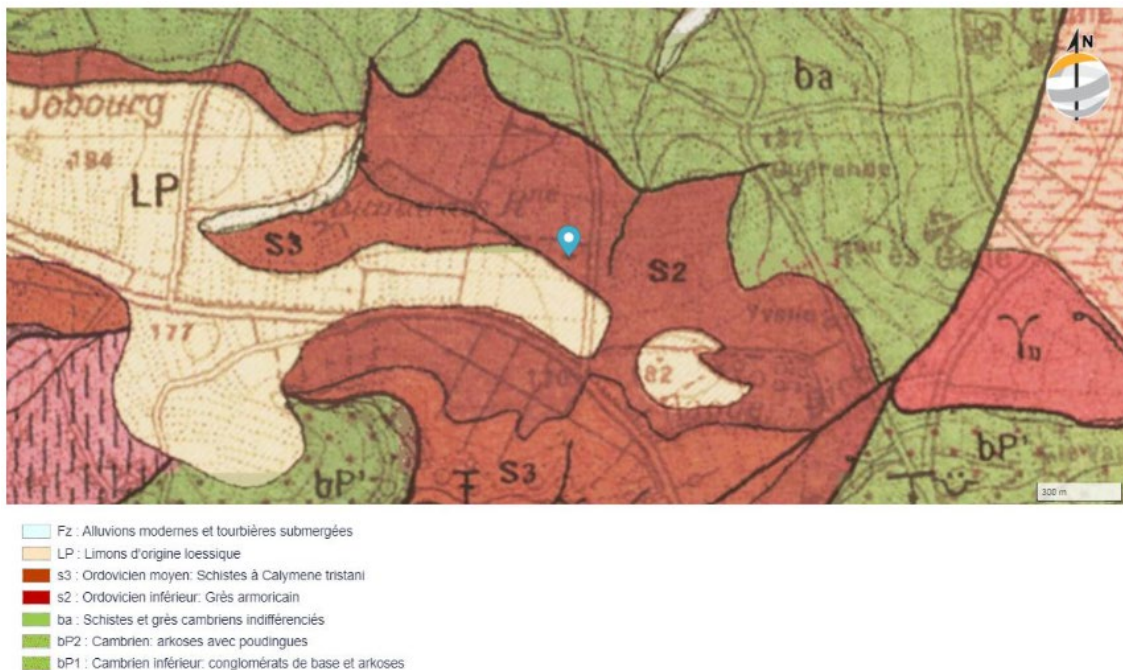 N
ba
Jobourg
184
LP
S3
S2
177
82
bP'
S3
bP'
300 m
Fz : Alluvions modernes et tourbières submergées
LP : Limons d'origine loessique
s3 : Ordovicien moyen: Schistes à Calymene tristani
s2 : Ordovicien inférieur: Grès armoricain
ba : Schistes et grès cambriens indifférenciés
bP2 : Cambrien: arkoses avec poudingues
bP1 : Cambrien inférieur: conglomérats de base et arkoses